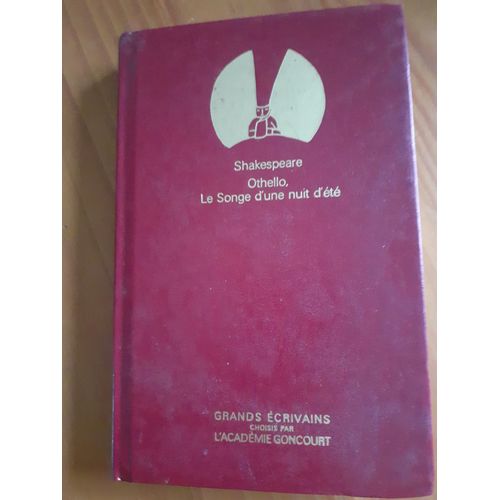 Shakespeare
Othello,
Le Songe d'une nuit d'été
GRANDS ÉCRIVAINS
CHOISIS PAR
L'ACADÉMIE GONCOURT